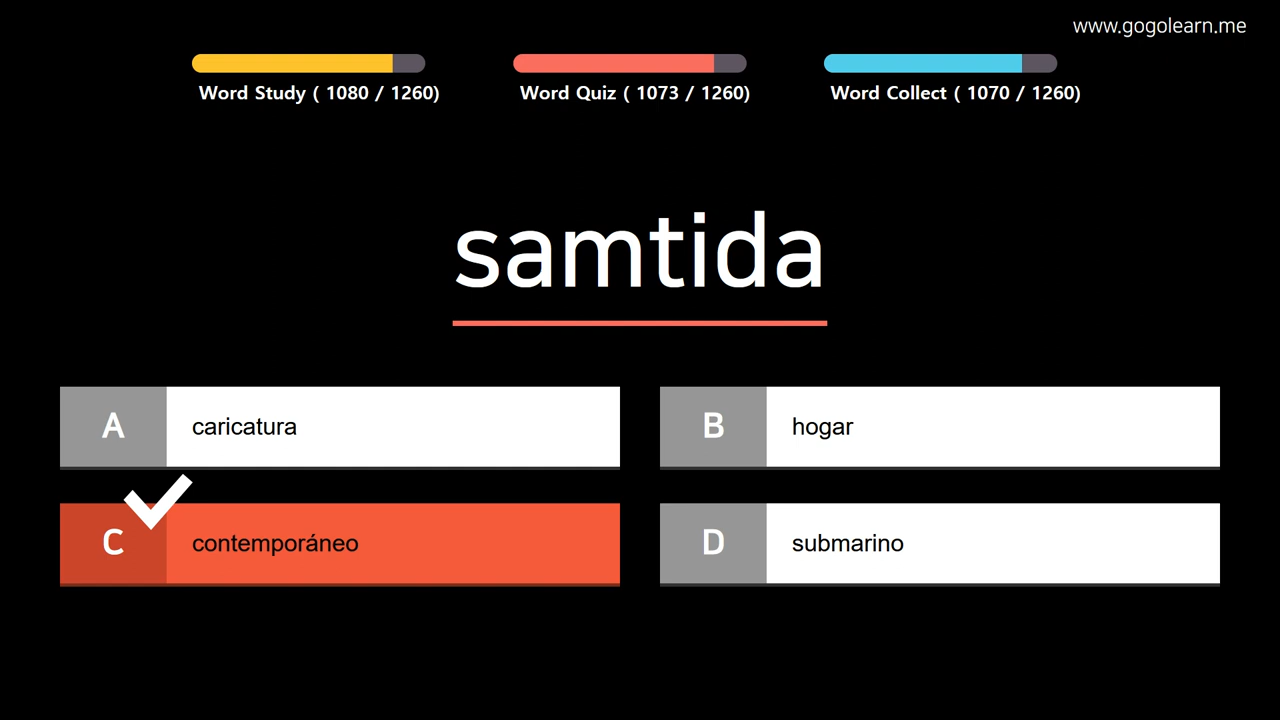 www.gogolearn.me
Word Study ( 1080 / 1260)
Word Quiz ( 1073 / 1260)
Word Collect ( 1070 / 1260)
samtida
A caricatura
B hogar
C contemporáneo
D submarino